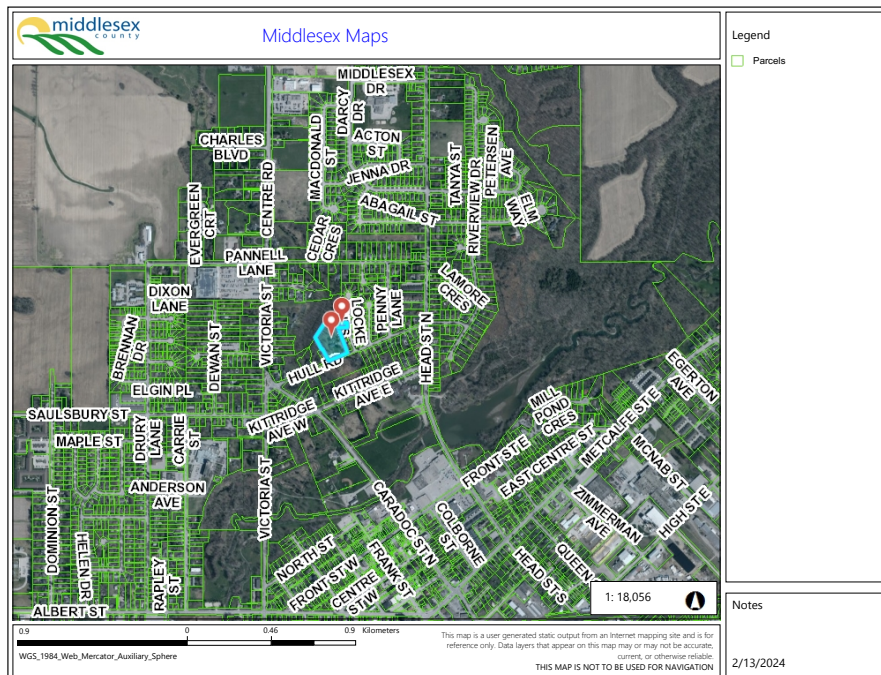 middlesex
county
Middlesex Maps
Legend
Parcels
MIDDLESEX
DR
DARCY
DR
MACDONALD
ST
ACTON
ST
CHARLES
BLVD
JENNA DR
TANYA ST
RIVERVIEW DR
PETERSEN
AVE
ELM
WAY
ABAGAIL ST
EVERGREEN
CRT
CENTRE RD
CEDAR
CRES
PANNELL
LANE
LAMORE
CRES
DIXON
LANE
VICTORIA ST
LOCKE
PENNY
LANE
HEAD ST N
BRENNAN
DR
DEWAN ST
HULL RD
KITTRIDGE
AVE E
ELGIN PL
EGERTON
AVE
SAULSBURY ST
KITTRIDGE
AVE W
MILL
POND
CRES
METCALFE ST E
MAPLE ST
DRURY
LANE
CARRIE
ST
FRONT ST E
EAST CENTRE ST
MCNAB ST
ANDERSON
AVE
VICTORIA ST
CARADOC ST N
COLBORNE
ST
ZIMMERMAN
AVE
HIGH ST E
DOMINION ST
HELEN DR
RAPLEY
ST
NORTH ST
FRONT ST W
CENTRE
ST W
FRANK ST
HEAD ST S
QUEEN
ALBERT ST
1: 18,056
Notes
0.9
0
0.46
0.9
Kilometers
WGS_1984_Web_Mercator_Auxiliary_Sphere
This map is a user generated static output from an Internet mapping site and is for
reference only. Data layers that appear on this map may or may not be accurate,
current, or otherwise reliable.
THIS MAP IS NOT TO BE USED FOR NAVIGATION
2/13/2024